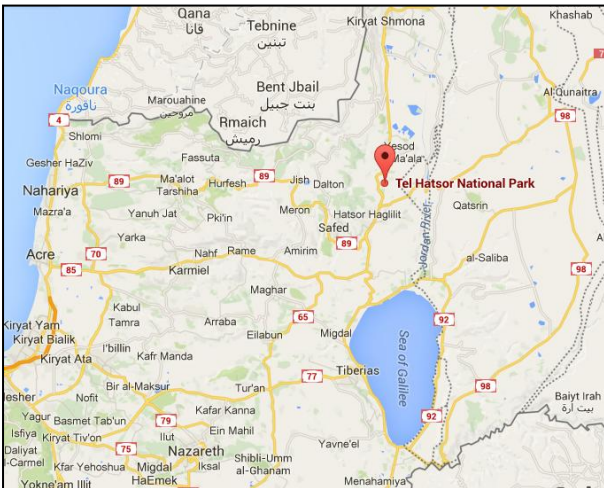 Qana
قانا
Tebnine
تبنين
Kiryat Shmona
Khashab
Naqoura
ناقورة
Marouahine
مروحين
Bent Jbail
بنت جبيل
Al-Qunaitra
4
Rmaich
رميش
98
Shlomi
Yesod
Ma'ala
Gesher HaZiv
Fassuta
89
Tel Hatsor National Park
Nahariya
89
Ma'alot
Tarshiha
Hurfesh
Jish
Dalton
Mazra'a
Yanuh Jat
Pki'in
Meron
Hatsor Haglilit
Qatsrin
Safed
Yarka
89
Jordan River
Acre
70
Nahf
Rame
Amirim
al-Saliba
85
Karmiel
98
Maghar
Kabul
Tamra
Arraba
65
Migdal
92
Kiryat Yam
Kiryat Bialik
Eilabun
Sea of Galilee
I'billin
Kafr Manda
Kiryat Ata
77
Tiberias
Bir al-Maksur
Tur'an
98
Nofit
Kafar Kanna
Baiyt Irah
بيت ارة
Yagur
Basmet Tab'un
79
Ein Mahil
92
Isfiya
Kiryat Tiv'on
Ilut
Yavne'el
Daliyat
al-Carmel
75
Nazareth
Shibli-Umm
al-Ghanam
Kfar Yehoshua
Migdal
HaEmek
Iksal
Menahamiya
Yokne'am Illit